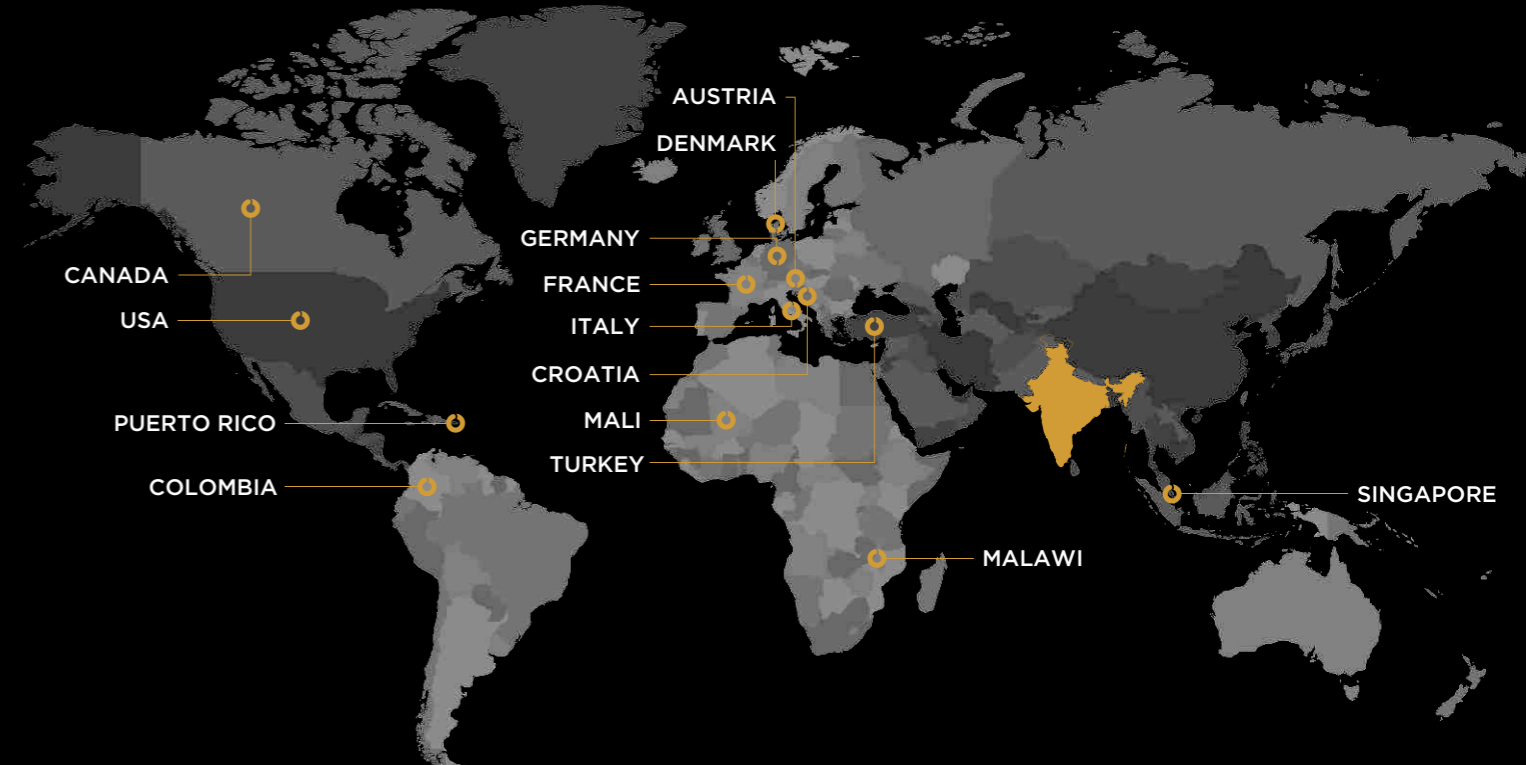 AUSTRIA
DENMARK
GERMANY
CANADA
FRANCE
USA
ITALY
CROATIA
PUERTO RICO
MALI
TURKEY
COLOMBIA
SINGAPORE
MALAWI